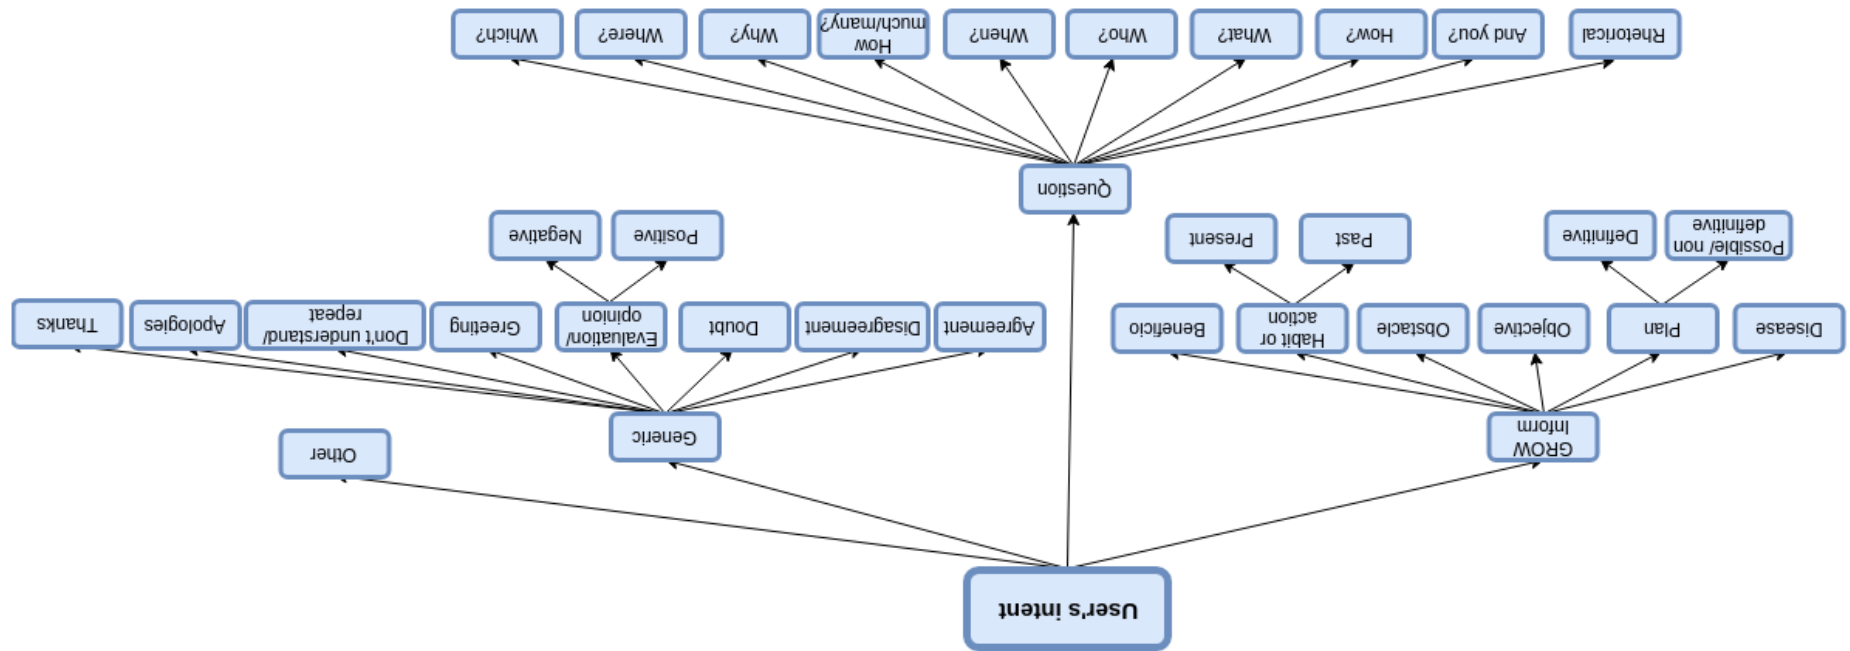 User's intent
GROW
Inform
Generic
Other
Disease
Plan
Objective
Obstacle
Habit or
action
Beneficio
Agreement
Disagreement
Doubt
Evaluation/
opinion
Greeting
Don't understand/
repeat
Apologies
Thanks
Possible/ non
definitive
Definitive
Past
Present
Positive
Negative
Question
Rhetorical
And you?
How?
What?
Who?
When?
How
much/many?
Why?
Where?
Which?